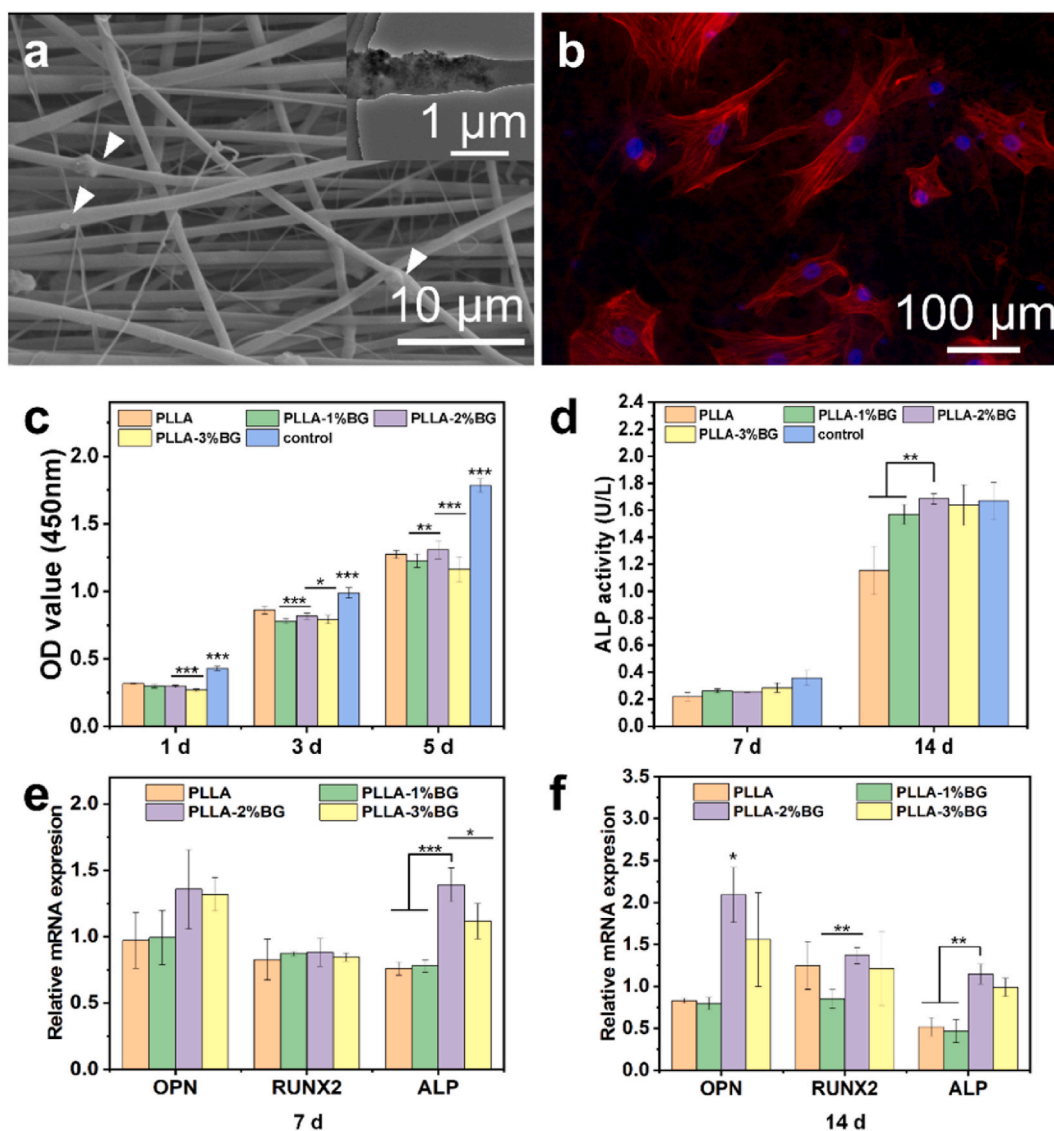 a
1 μm
10 μm
b
100 μm
c
PLLA PLLA-1%BG PLLA-2%BG
PLLA-3%BG control
OD value (450nm)
2.0
1.5
1.0
0.5
0.0
***
***
***
*
***
**
***
***
1 d 3 d 5 d
d
PLLA PLLA-1%BG PLLA-2%BG
PLLA-3%BG control
ALP activity (U/L)
2.4
2.2
2.0
1.8
1.6
1.4
1.2
1.0
0.8
0.6
0.4
0.2
0.0
**
7 d 14 d
e
PLLA PLLA-1%BG
PLLA-2%BG PLLA-3%BG
Relative mRNA expresion
2.0
1.5
1.0
0.5
0.0
***
*
OPN RUNX2 ALP
7 d
f
PLLA PLLA-1%BG
PLLA-2%BG PLLA-3%BG
Relative mRNA expresion
3.5
3.0
2.5
2.0
1.5
1.0
0.5
0.0
*
**
**
OPN RUNX2 ALP
14 d